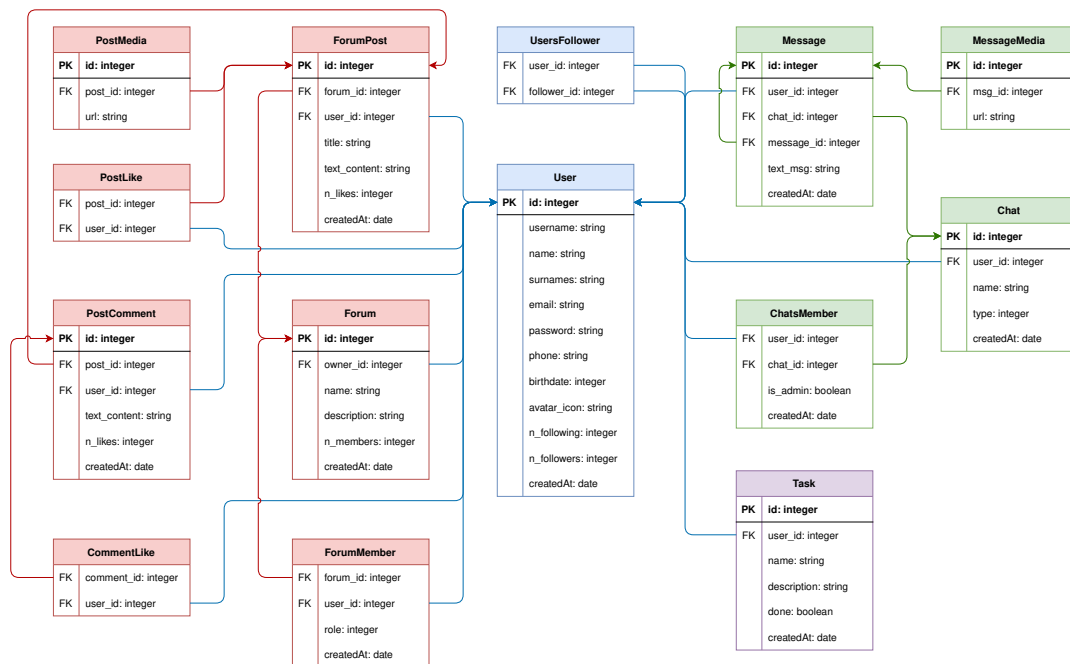 PostMedia
PK id: integer
FK post_id: integer
url: string
ForumPost
PK id: integer
FK forum_id: integer
FK user_id: integer
title: string
text_content: string
n_likes: integer
createdAt: date
UsersFollower
FK user_id: integer
FK follower_id: integer
Message
PK id: integer
FK user_id: integer
FK chat_id: integer
FK message_id: integer
text_msg: string
createdAt: date
MessageMedia
PK id: integer
FK msg_id: integer
url: string
PostLike
FK post_id: integer
FK user_id: integer
User
PK id: integer
username: string
name: string
surnames: string
email: string
password: string
phone: string
birthdate: integer
avatar_icon: string
n_following: integer
n_followers: integer
createdAt: date
Chat
PK id: integer
FK user_id: integer
name: string
type: integer
createdAt: date
PostComment
PK id: integer
FK post_id: integer
FK user_id: integer
text_content: string
n_likes: integer
createdAt: date
Forum
PK id: integer
FK owner_id: integer
name: string
description: string
n_members: integer
createdAt: date
ChatsMember
FK user_id: integer
FK chat_id: integer
is_admin: boolean
createdAt: date
Task
PK id: integer
FK user_id: integer
name: string
description: string
done: boolean
createdAt: date
CommentLike
FK comment_id: integer
FK user_id: integer
ForumMember
FK forum_id: integer
FK user_id: integer
role: integer
createdAt: date